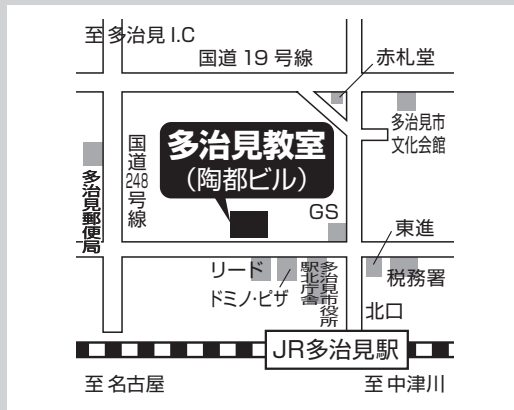 至多治見 I.C
国道 19 号線
赤札堂
多治見市
文化会館
多治見教室
(陶都ビル)
国道248号線
多治見郵便局
GS
東進
リード
ドミノ・ピザ
多治見市役所
駅北庁舎
税務署
北口
JR多治見駅
至 名古屋
至 中津川